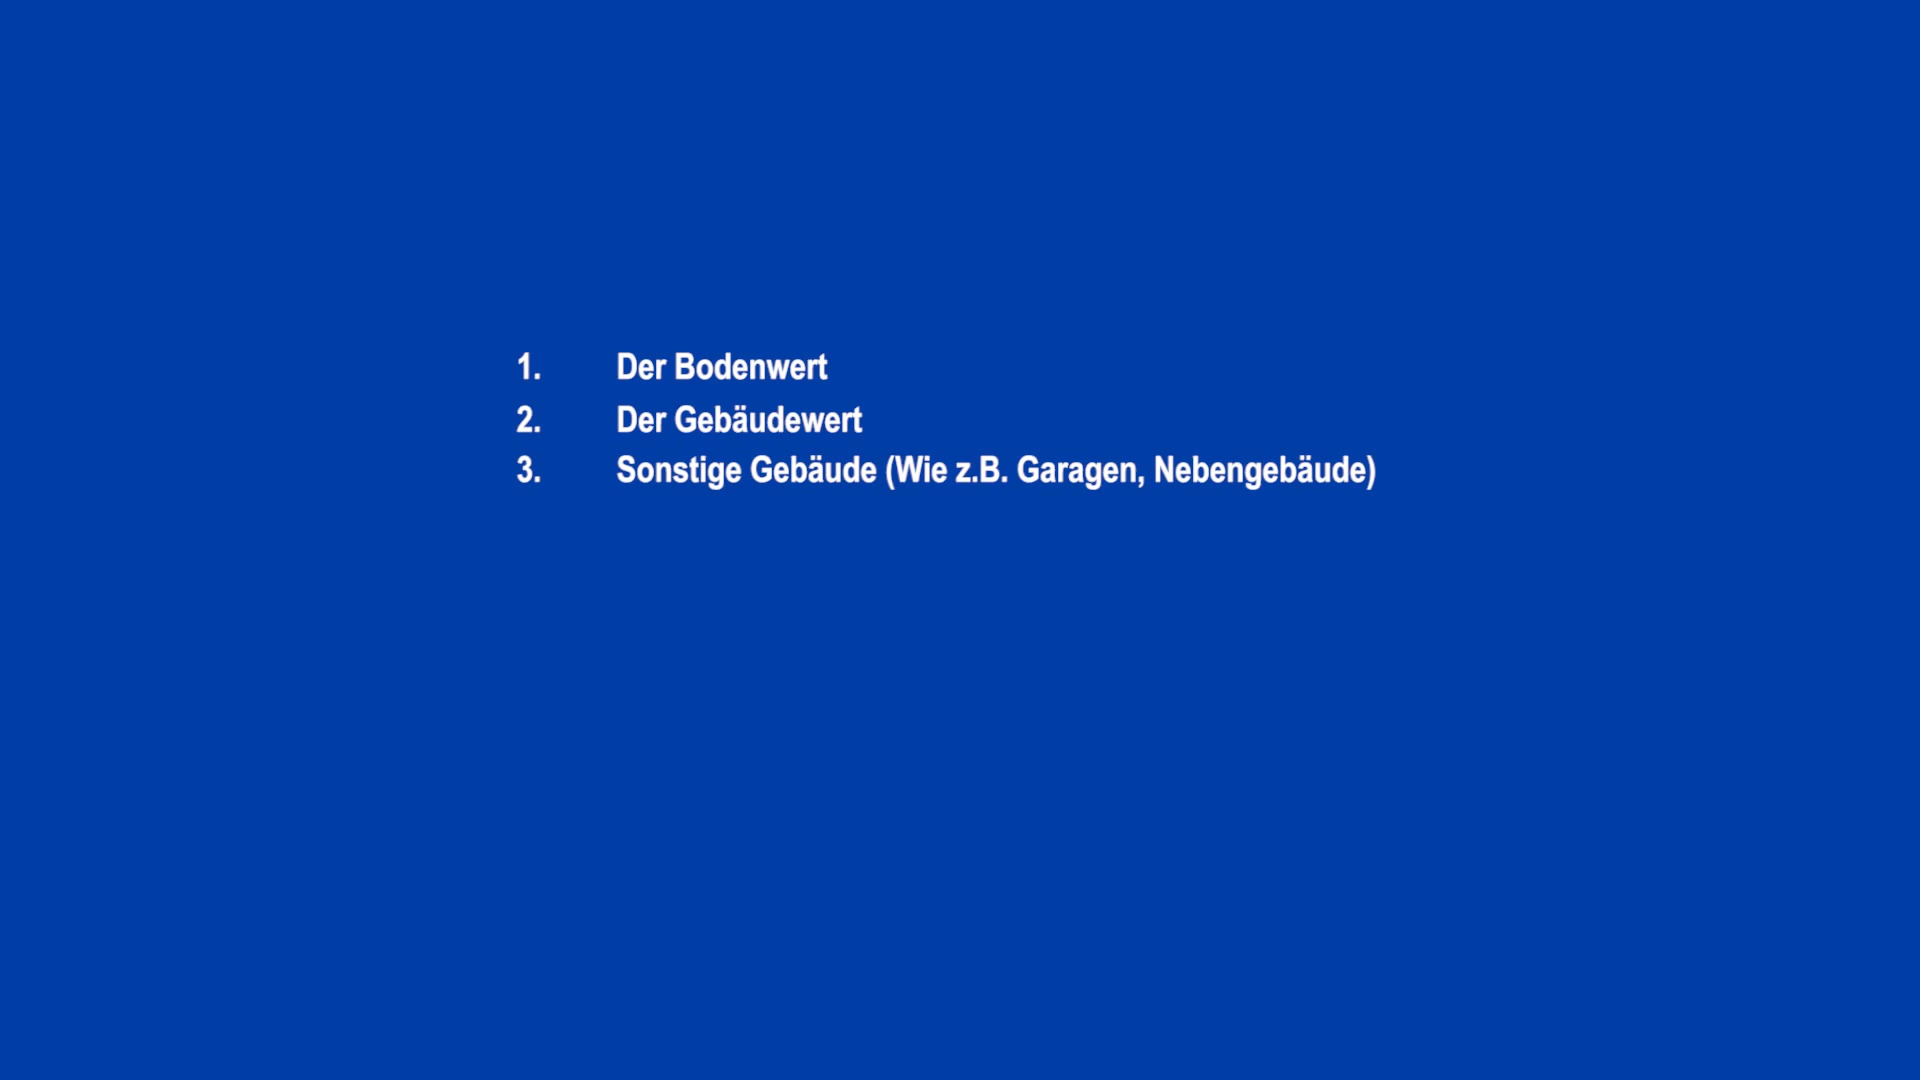 1. Der Bodenwert
2. Der Gebäudewert
3. Sonstige Gebäude (Wie z.B. Garagen, Nebengebäude)